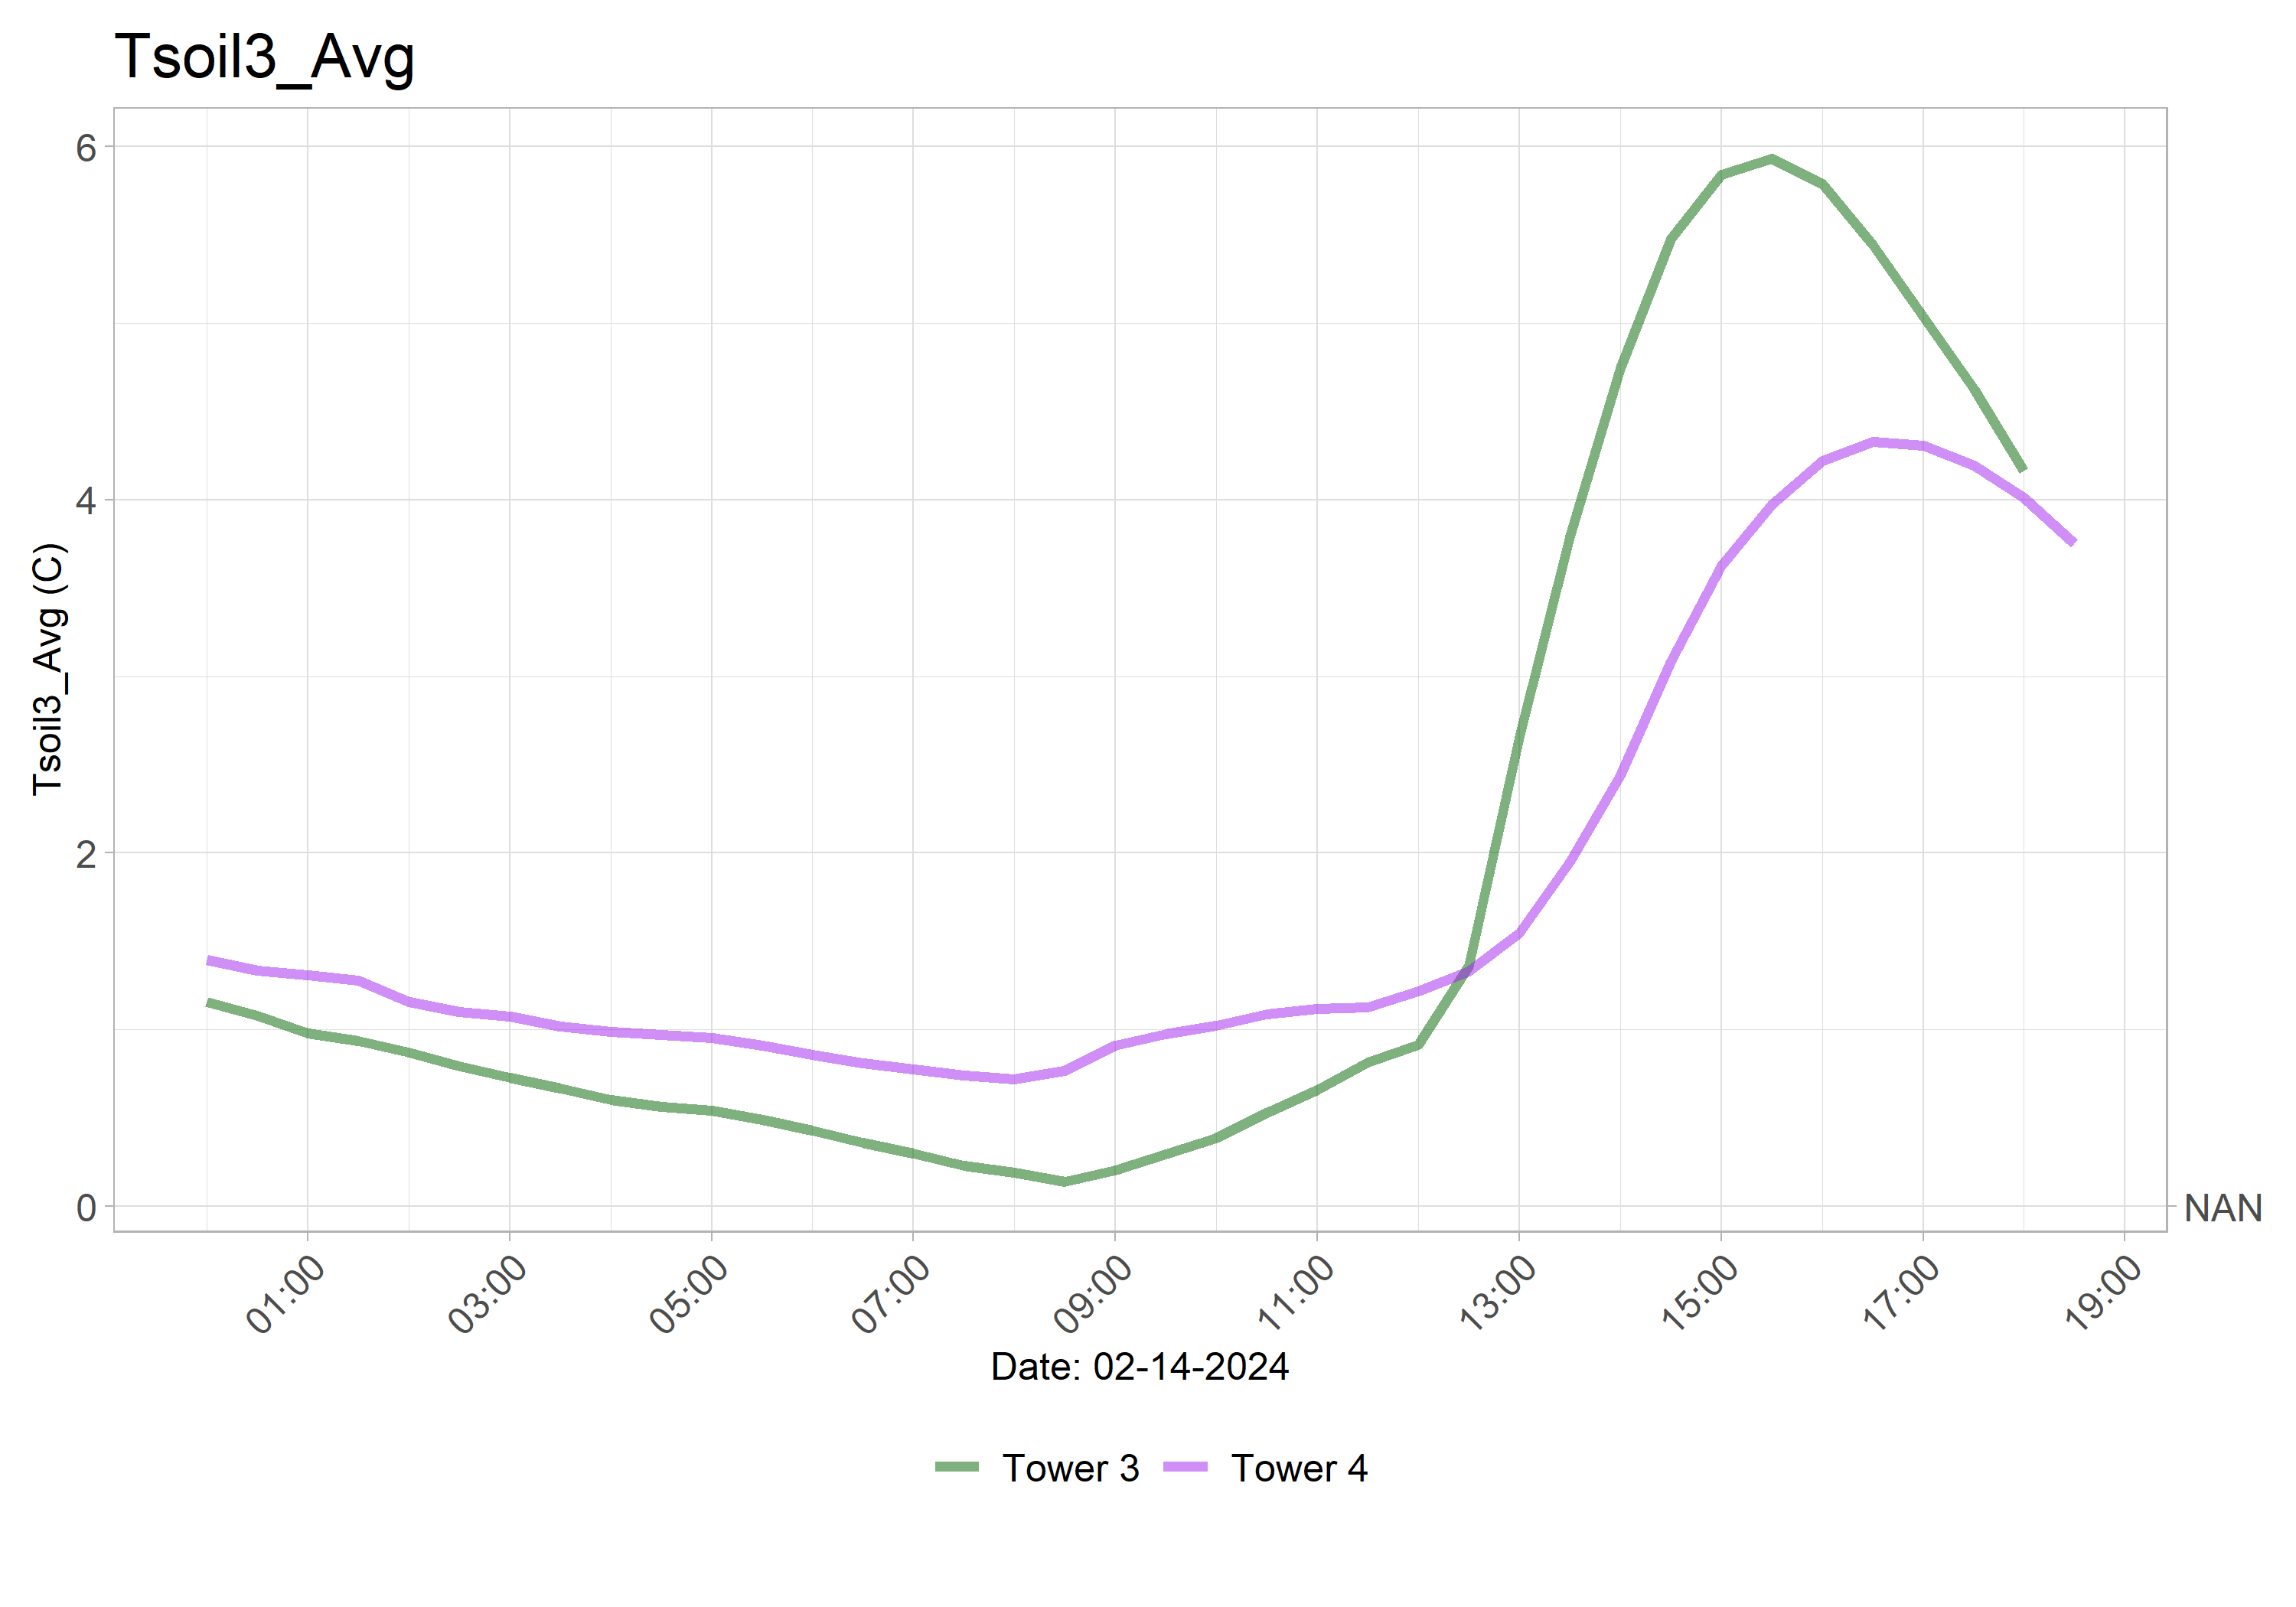 Tsoil3_Avg
6
4
2
0
NAN
Tsoil3_Avg (C)
01:00 03:00 05:00 07:00 09:00 11:00 13:00 15:00 17:00 19:00
Date: 02-14-2024
Tower 3 Tower 4